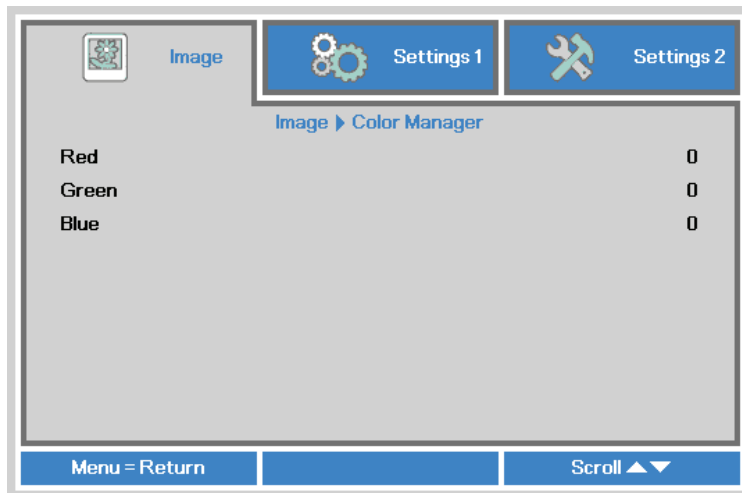 Image Settings 1 Settings 2
Image ▶ Color Manager
Red 0
Green 0
Blue 0
Menu = Return Scroll ▲▼